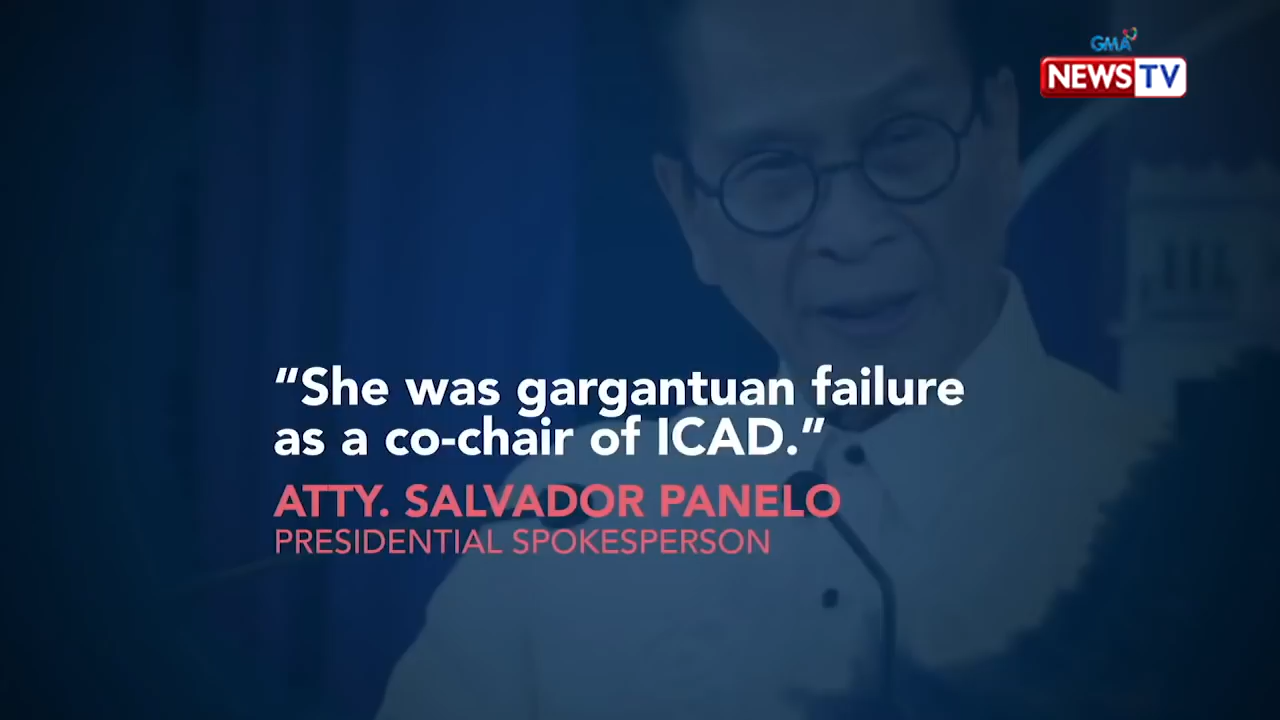 GMA
NEWS TV
“She was gargantuan failure
as a co-chair of ICAD.”
ATTY. SALVADOR PANELO
PRESIDENTIAL SPOKESPERSON